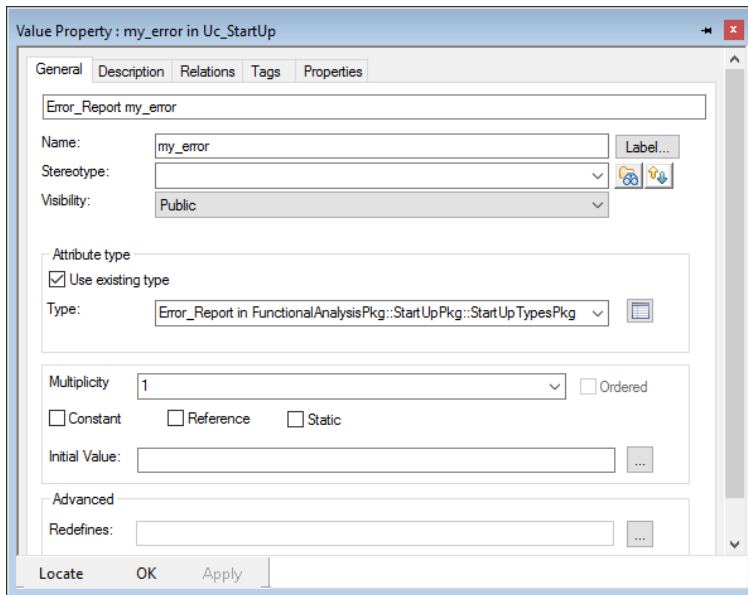 Value Property : my_error in Uc_StartUp
x
General Description Relations Tags Properties
Error_Report my_error
Name: my_error Label...
Stereotype:
Visibility: Public
Attribute type
Use existing type
Type: Error_Report in FunctionalAnalysisPkg::StartUpPkg::StartUpTypesPkg
Multiplicity 1 Ordered
Constant Reference Static
Initial Value: ...
Advanced
Redefines: ...
Locate OK Apply